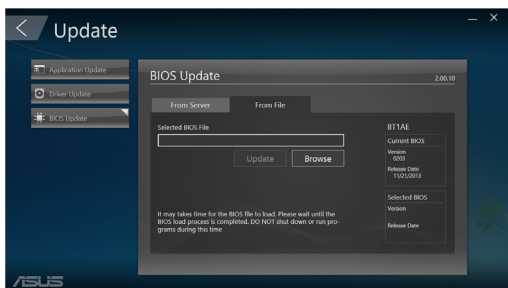 Update
Application Update
Driver Update
BIOS Update
BIOS Update
2.00.10
From Server
From File
Selected BIOS File
Update
Browse
It may takes time for the BIOS file to load. Please wait until the
BIOS load process is completed. DO NOT shut down or run pro-
grams during this time
BT1AE
Current BIOS
Version
0203
Release Date
11/21/2013
Selected BIOS
Version
Release Date
ASUS